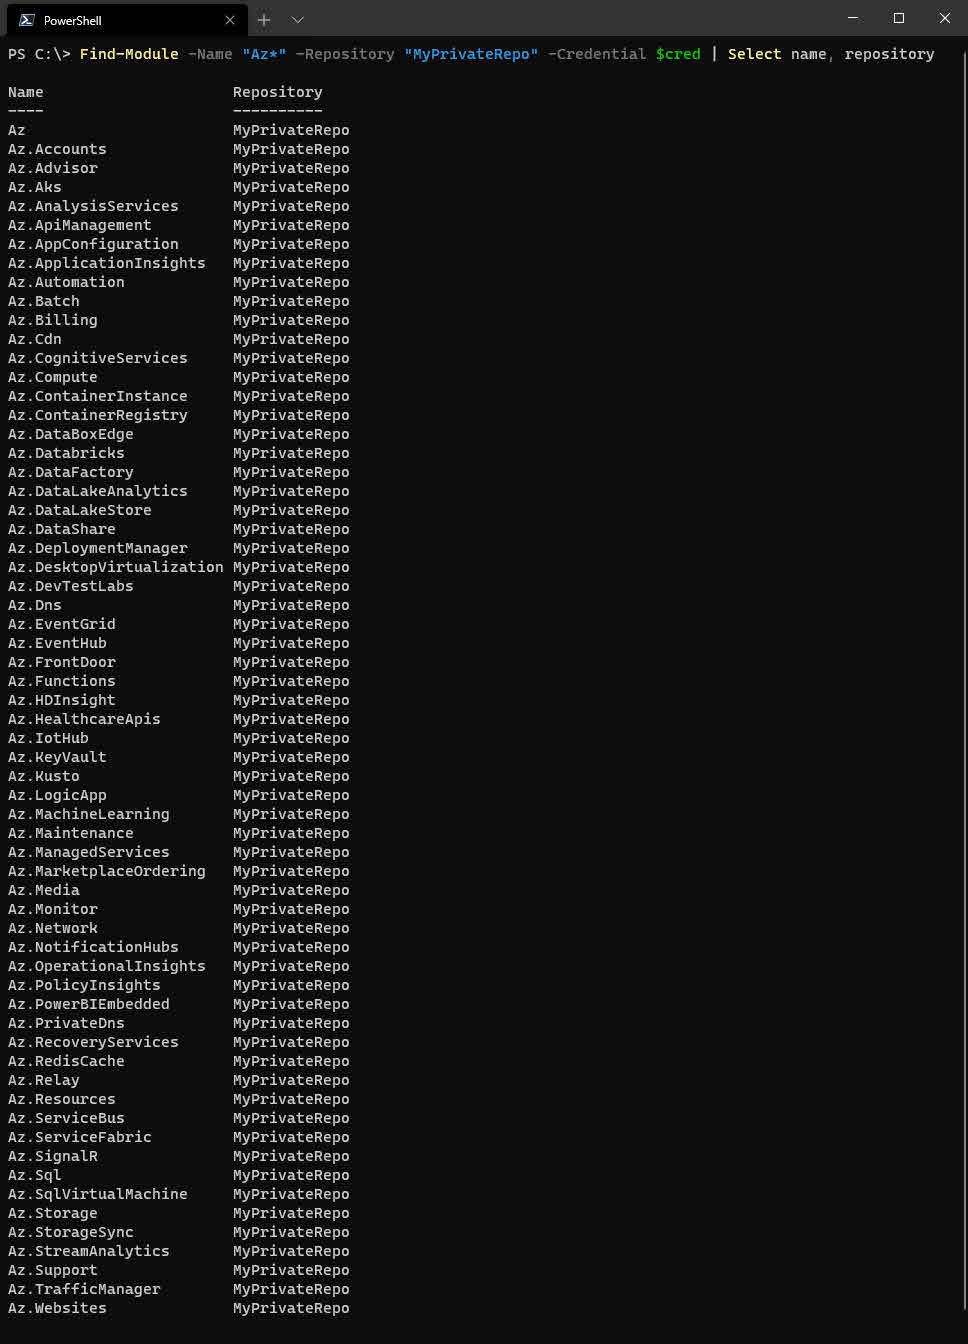 PowerShell
PS C:\> Find-Module -Name "Az*" -Repository "MyPrivateRepo" -Credential $cred | Select name, repository
Name Repository
---- ----------
Az MyPrivateRepo
Az.Accounts MyPrivateRepo
Az.Advisor MyPrivateRepo
Az.Aks MyPrivateRepo
Az.AnalysisServices MyPrivateRepo
Az.ApiManagement MyPrivateRepo
Az.AppConfiguration MyPrivateRepo
Az.ApplicationInsights MyPrivateRepo
Az.Automation MyPrivateRepo
Az.Batch MyPrivateRepo
Az.Billing MyPrivateRepo
Az.Cdn MyPrivateRepo
Az.CognitiveServices MyPrivateRepo
Az.Compute MyPrivateRepo
Az.ContainerInstance MyPrivateRepo
Az.ContainerRegistry MyPrivateRepo
Az.DataBoxEdge MyPrivateRepo
Az.Databricks MyPrivateRepo
Az.DataFactory MyPrivateRepo
Az.DataLakeAnalytics MyPrivateRepo
Az.DataLakeStore MyPrivateRepo
Az.DataShare MyPrivateRepo
Az.DeploymentManager MyPrivateRepo
Az.DesktopVirtualization MyPrivateRepo
Az.DevTestLabs MyPrivateRepo
Az.Dns MyPrivateRepo
Az.EventGrid MyPrivateRepo
Az.EventHub MyPrivateRepo
Az.FrontDoor MyPrivateRepo
Az.Functions MyPrivateRepo
Az.HDInsight MyPrivateRepo
Az.HealthcareApis MyPrivateRepo
Az.IotHub MyPrivateRepo
Az.KeyVault MyPrivateRepo
Az.Kusto MyPrivateRepo
Az.LogicApp MyPrivateRepo
Az.MachineLearning MyPrivateRepo
Az.Maintenance MyPrivateRepo
Az.ManagedServices MyPrivateRepo
Az.MarketplaceOrdering MyPrivateRepo
Az.Media MyPrivateRepo
Az.Monitor MyPrivateRepo
Az.Network MyPrivateRepo
Az.NotificationHubs MyPrivateRepo
Az.OperationalInsights MyPrivateRepo
Az.PolicyInsights MyPrivateRepo
Az.PowerBIEmbedded MyPrivateRepo
Az.PrivateDns MyPrivateRepo
Az.RecoveryServices MyPrivateRepo
Az.RedisCache MyPrivateRepo
Az.Relay MyPrivateRepo
Az.Resources MyPrivateRepo
Az.ServiceBus MyPrivateRepo
Az.ServiceFabric MyPrivateRepo
Az.SignalR MyPrivateRepo
Az.Sql MyPrivateRepo
Az.SqlVirtualMachine MyPrivateRepo
Az.Storage MyPrivateRepo
Az.StorageSync MyPrivateRepo
Az.StreamAnalytics MyPrivateRepo
Az.Support MyPrivateRepo
Az.TrafficManager MyPrivateRepo
Az.Websites MyPrivateRepo